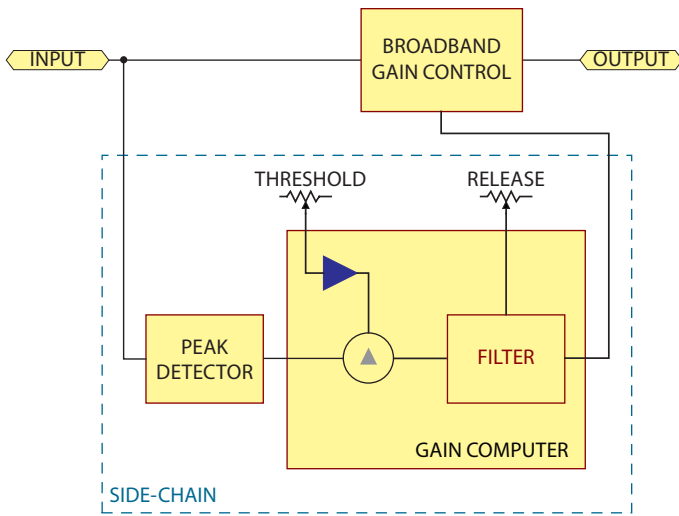 INPUT
BROADBAND
GAIN CONTROL
OUTPUT
THRESHOLD
RELEASE
PEAK
DETECTOR
FILTER
GAIN COMPUTER
SIDE-CHAIN